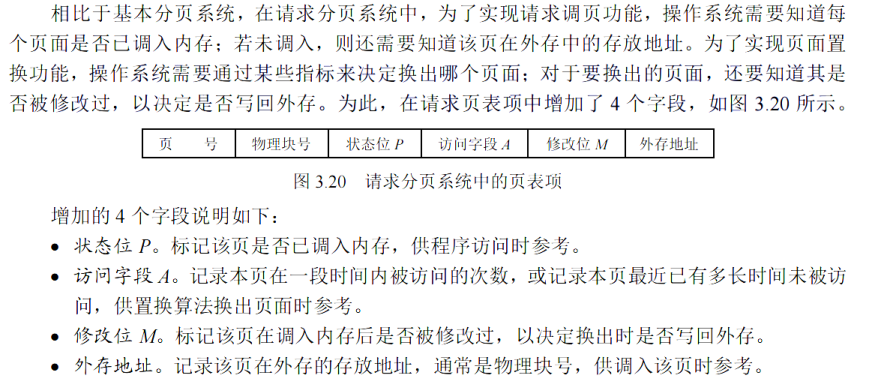 相比于基本分页系统，在请求分页系统中，为了实现请求调页功能，操作系统需要知道每
个页面是否已调入内存；若未调入，则还需要知道该页在外存中的存放地址。为了实现页面置
换功能，操作系统需要通过某些指标来决定换出哪个页面；对于要换出的页面，还要知道其是
否被修改过，以决定是否写回外存。为此，在请求页表项中增加了 4 个字段，如图 3.20 所示。
页 号 物理块号 状态位 P 访问字段 A 修改位 M 外存地址
图 3.20 请求分页系统中的页表项
增加的 4 个字段说明如下：
● 状态位 P。标记该页是否已调入内存，供程序访问时参考。
● 访问字段 A。记录本页在一段时间内被访问的次数，或记录本页最近已有多长时间未被访
问，供置换算法换出页面时参考。
● 修改位 M。标记该页在调入内存后是否被修改过，以决定换出时是否写回外存。
● 外存地址。记录该页在外存的存放地址，通常是物理块号，供调入该页时参考。